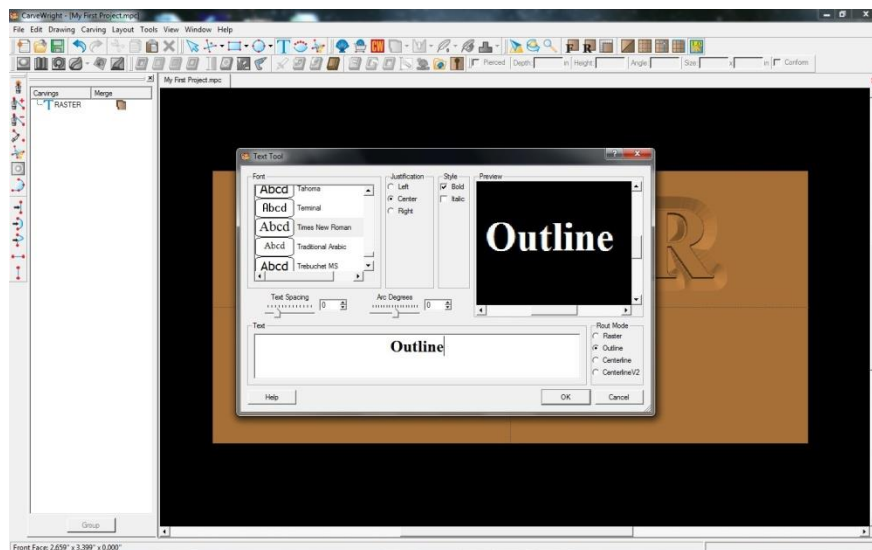 CarveWright - [My First Project.mpc]
File Edit Drawing Carving Layout Tools View Window Help
CW
F R
Pierced Depth: in Height: Angle: Size: x in Conform
My First Project.mpc
Carvings Merge
T RASTER
R
Text Tool
Font
Abcd Tahoma
Abcd Terminal
Abcd Times New Roman
Abcd Traditional Arabic
Abcd Trebuchet MS
Justification
Left
Center
Right
Style
Bold
Italic
Preview
Outline
Text Spacing
0
Arc Degrees
0
Text
Outline
Rout Mode
Raster
Outline
Centerline
CenterlineV2
Help
OK
Cancel
Group
Front Face: 2.659" x 3.399" x 0.000"